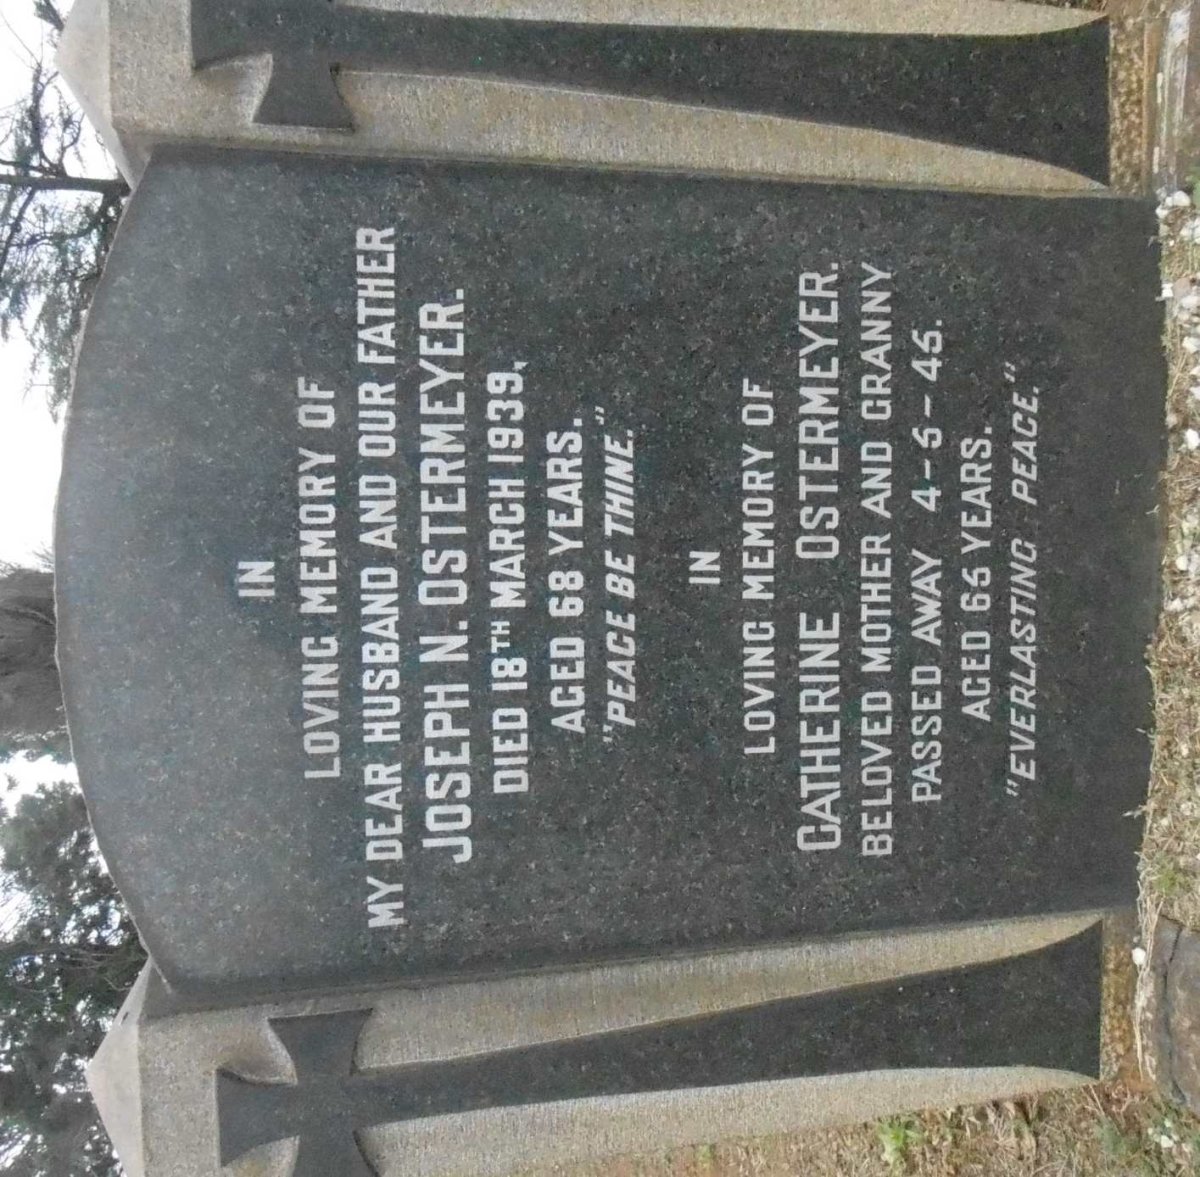 IN
LOVING MEMORY OF
MY DEAR HUSBAND AND OUR FATHER
JOSEPH N. OSTERMEYER.
DIED 18TH MARCH 1939,
AGED 68 YEARS.
"PEACE BE THINE."
IN
LOVING MEMORY OF
CATHERINE OSTERMEYER.
BELOVED MOTHER AND GRANNY
PASSED AWAY 4-5-45.
AGED 65 YEARS.
"EVERLASTING PEACE."